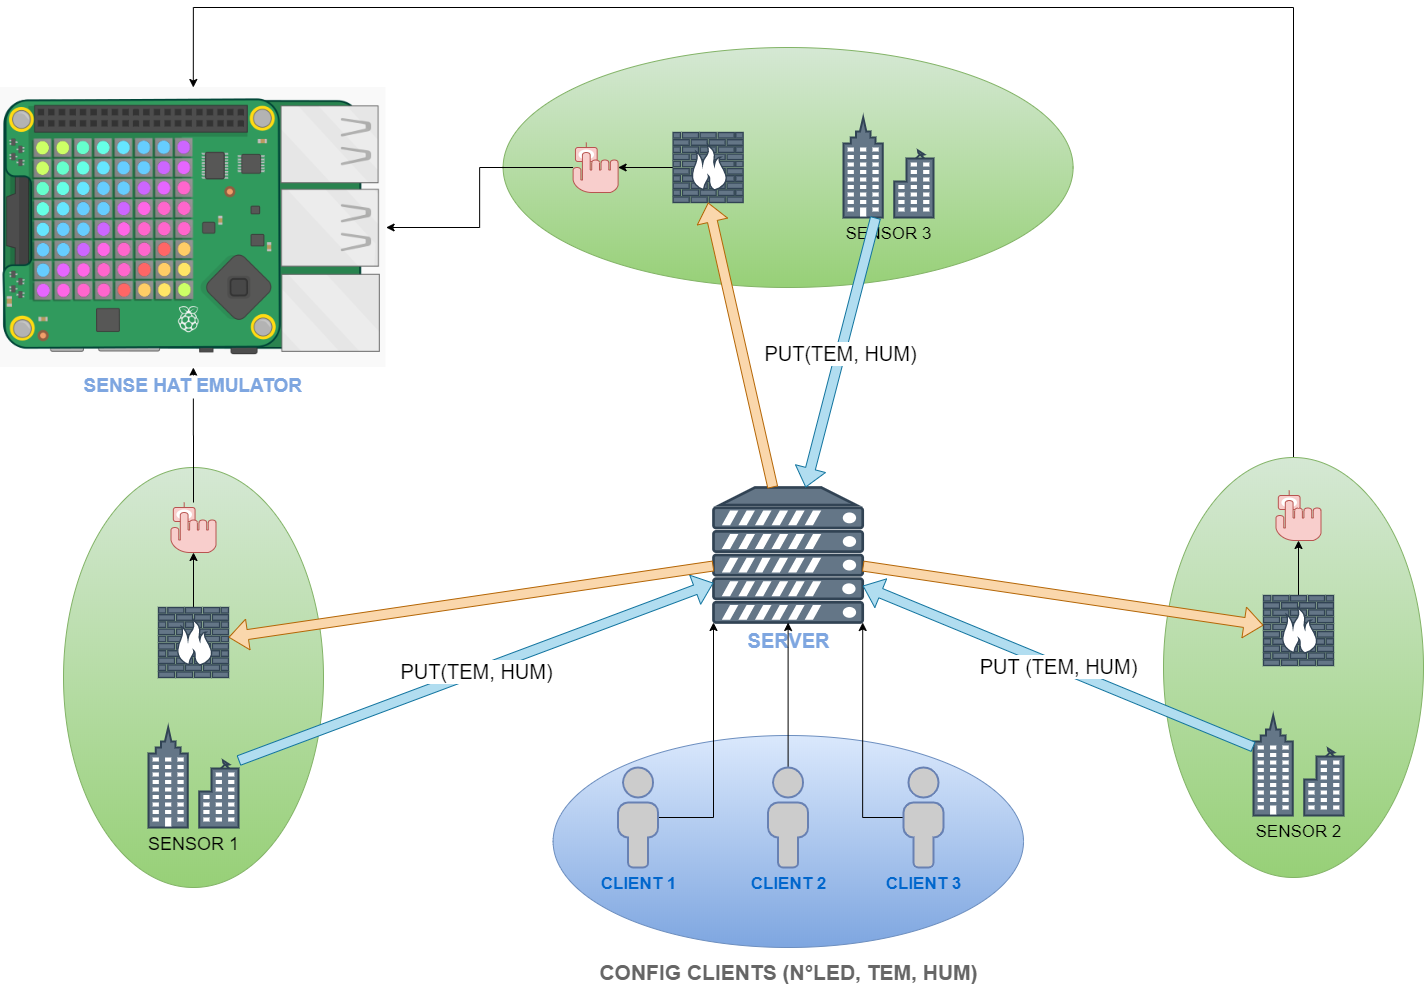 SENSOR 3
PUT(TEM, HUM)
SENSE HAT EMULATOR
SERVER
PUT(TEM, HUM)
PUT (TEM, HUM)
SENSOR 1
SENSOR 2
CLIENT 1
CLIENT 2
CLIENT 3
CONFIG CLIENTS (N°LED, TEM, HUM)